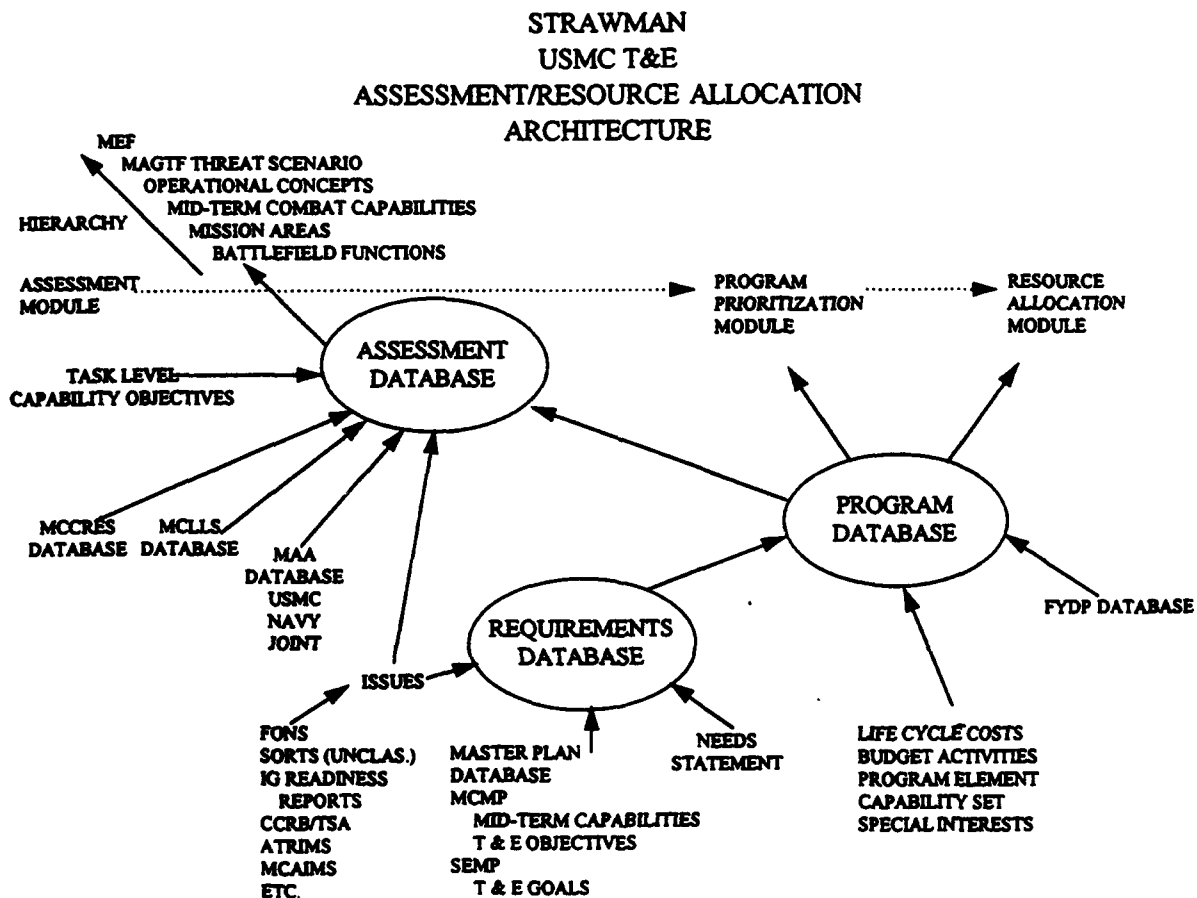 STRAWMAN
USMC T&E
ASSESSMENT/RESOURCE ALLOCATION
ARCHITECTURE
MEF
MAGTF THREAT SCENARIO
OPERATIONAL CONCEPTS
MID-TERM COMBAT CAPABILITIES
MISSION AREAS
BATTLEFIELD FUNCTIONS
HIERARCHY
ASSESSMENT
MODULE
PROGRAM
PRIORITIZATION
MODULE
RESOURCE
ALLOCATION
MODULE
ASSESSMENT
DATABASE
TASK LEVEL
CAPABILITY OBJECTIVES
MCCRES
DATABASE
MCLLS
DATABASE
MAA
DATABASE
USMC
NAVY
JOINT
PROGRAM
DATABASE
FYDP DATABASE
REQUIREMENTS
DATABASE
ISSUES
FONS
SORTS (UNCLAS.)
IG READINESS
REPORTS
CCRB/TSA
ATRIMS
MCAIMS
ETC.
MASTER PLAN
DATABASE
MCMP
MID-TERM CAPABILITIES
T & E OBJECTIVES
SEMP
T & E GOALS
NEEDS
STATEMENT
LIFE CYCLE COSTS
BUDGET ACTIVITIES
PROGRAM ELEMENT
CAPABILITY SET
SPECIAL INTERESTS